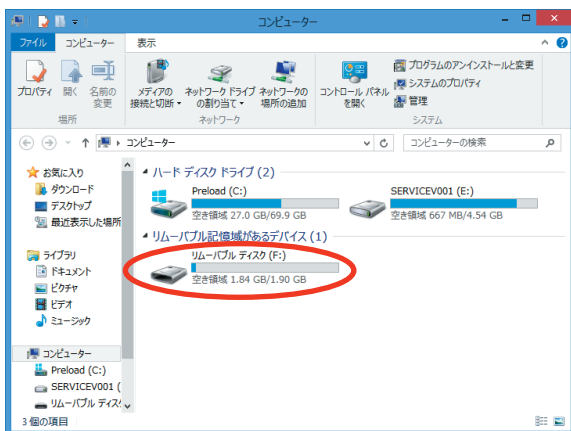 コンピューター
ファイル コンピューター 表示
プロパティ 開く 名前の変更
メディアの接続と切断 ネットワーク ドライブの割り当て ネットワークの場所の追加
コントロール パネルを開く
プログラムのアンインストールと変更
システムのプロパティ
管理
場所 ネットワーク システム
コンピューター
コンピューターの検索
お気に入り
ダウンロード
デスクトップ
最近表示した場所
ライブラリ
ドキュメント
ピクチャ
ビデオ
ミュージック
コンピューター
Preload (C:)
SERVICEV001 (
リムーバブル ディスク
ハード ディスク ドライブ (2)
Preload (C:)
空き領域 27.0 GB/69.9 GB
SERVICEV001 (E:)
空き領域 667 MB/4.54 GB
リムーバブル記憶域があるデバイス (1)
リムーバブル ディスク (F:)
空き領域 1.84 GB/1.90 GB
3 個の項目